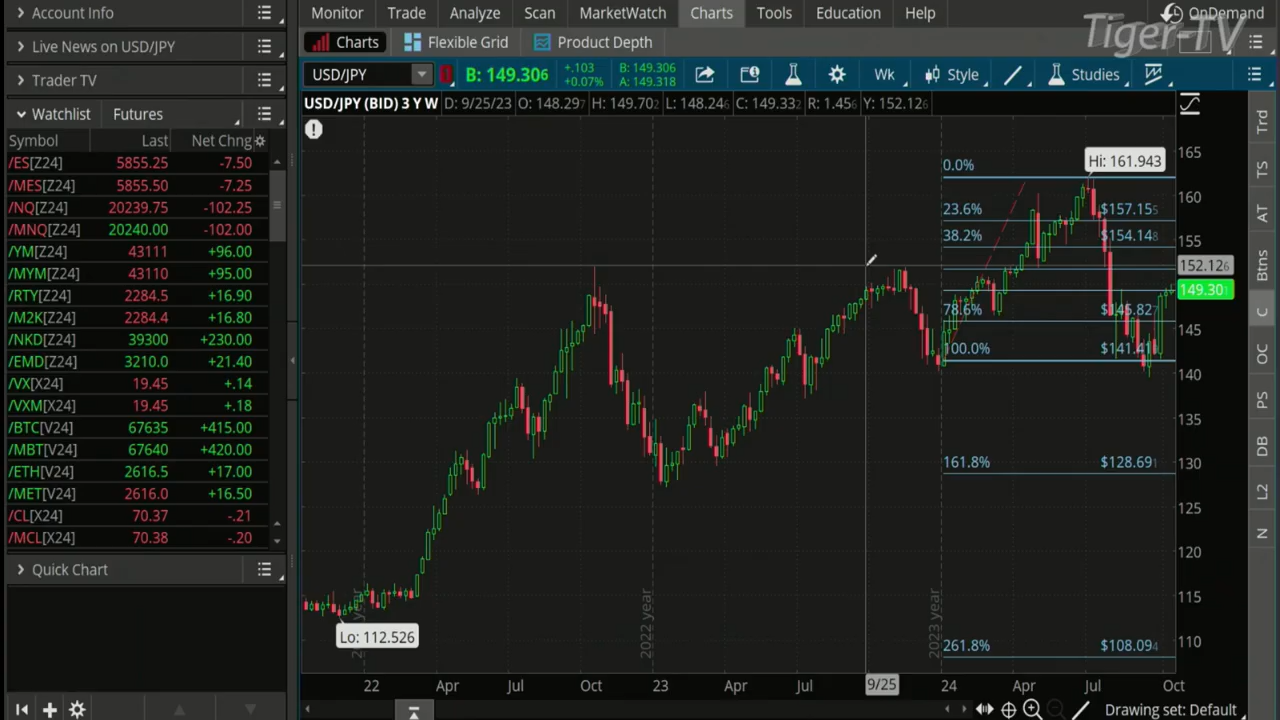 Account Info
Live News on USD/JPY
Trader TV
Watchlist Futures
Symbol Last Net Chng
/ES[Z24] 5855.25 -7.50
/MES[Z24] 5855.50 -7.25
/NQ[Z24] 20239.75 -102.25
/MNQ[Z24] 20240.00 -102.00
/YM[Z24] 43111 +96.00
/MYM[Z24] 43110 +95.00
/RTY[Z24] 2284.5 +16.90
/M2K[Z24] 2284.4 +16.80
/NKD[Z24] 39300 +230.00
/EMD[Z24] 3210.0 +21.40
/VX[X24] 19.45 +.14
/VXM[X24] 19.45 +.18
/BTC[V24] 67635 +415.00
/MBT[V24] 67640 +420.00
/ETH[V24] 2616.5 +17.00
/MET[V24] 2616.0 +16.50
/CL[X24] 70.37 -.21
/MCL[X24] 70.38 -.20
Quick Chart
Monitor Trade Analyze Scan MarketWatch Charts Tools Education Help OnDemand
Tiger-TV
Charts Flexible Grid Product Depth
USD/JPY B: 149.306 +.103 +0.07% B: 149.306 A: 149.318 Wk Style Studies
USD/JPY (BID) 3 Y W D: 9/25/23 O: 148.297 H: 149.702 L: 148.246 C: 149.332 R: 1.456 Y: 152.126
Hi: 161.943
0.0%
23.6% $157.155
38.2% $154.148
78.6% $145.827
100.0% $141.41
161.8% $128.691
261.8% $108.094
Lo: 112.526
165
160
155
152.126
149.301
145
140
135
130
125
120
115
110
2022 year
2023 year
22 Apr Jul Oct 23 Apr Jul 9/25 24 Apr Jul Oct
Drawing set: Default
Trd
TS
AT
Btns
C
OC
PS
DB
L2
N